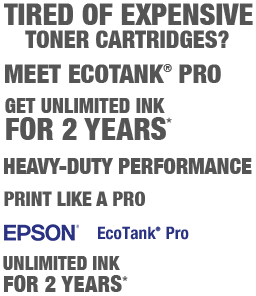 TIRED OF EXPENSIVE
TONER CARTRIDGES?
MEET ECOTANK® PRO
GET UNLIMITED INK
FOR 2 YEARS*
HEAVY-DUTY PERFORMANCE
PRINT LIKE A PRO
EPSON® EcoTank® Pro
UNLIMITED INK
FOR 2 YEARS*